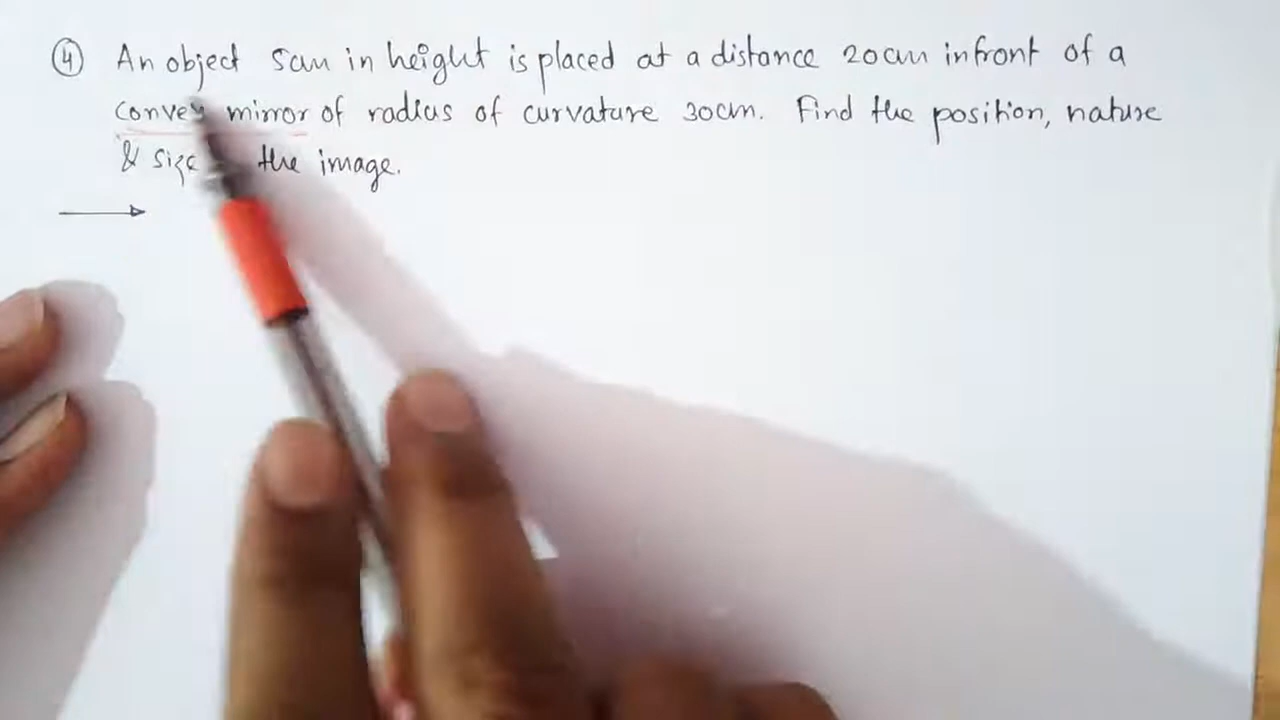 ④ An object 5cm in height is placed at a distance 20cm infront of a
convex mirror of radius of curvature 30cm. Find the position, nature
& size the image.